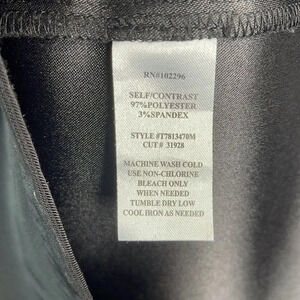 RN#102296
SELF/CONTRAST
97%POLYESTER
3%SPANDEX
STYLE #T7813470M
CUT # 31928
MACHINE WASH COLD
USE NON-CHLORINE
BLEACH ONLY
WHEN NEEDED
TUMBLE DRY LOW
COOL IRON AS NEEDED